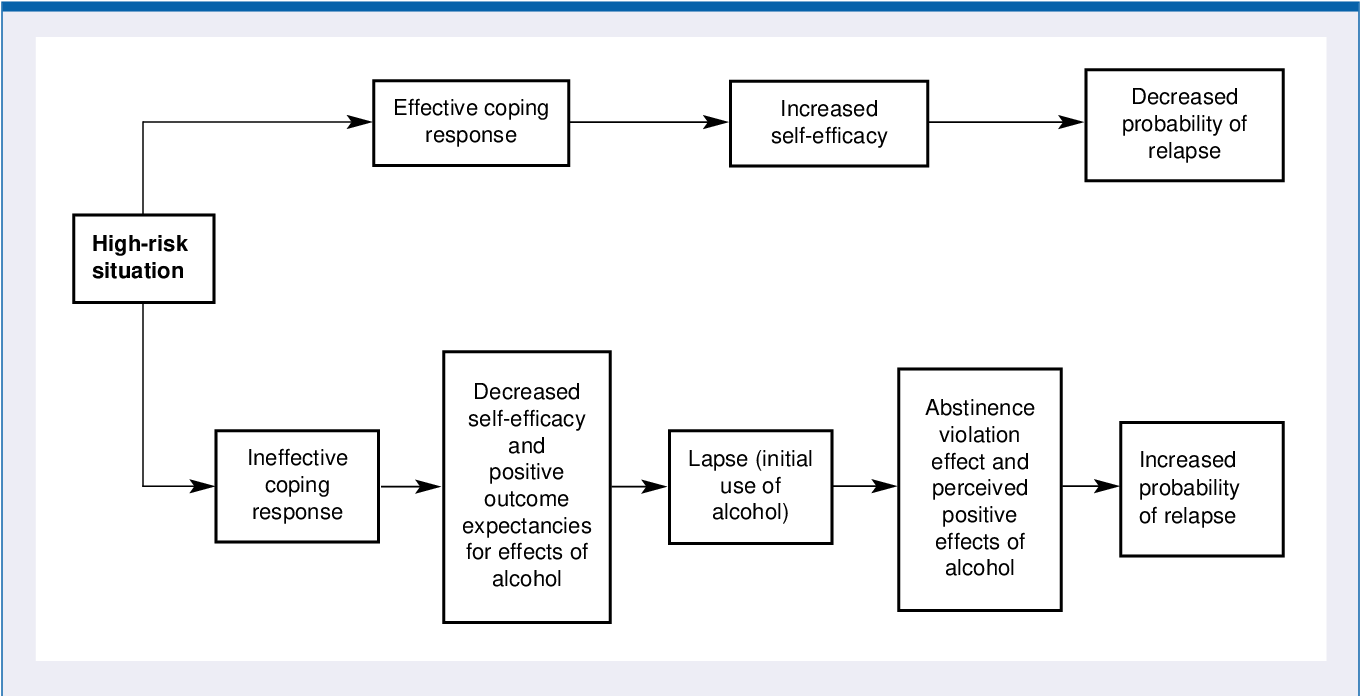 Effective coping
response
Increased
self-efficacy
Decreased
probability of
relapse
High-risk
situation
Ineffective
coping
response
Decreased
self-efficacy
and
positive
outcome
expectancies
for effects of
alcohol
Lapse (initial
use of
alcohol)
Abstinence
violation
effect and
perceived
positive
effects of
alcohol
Increased
probability
of relapse